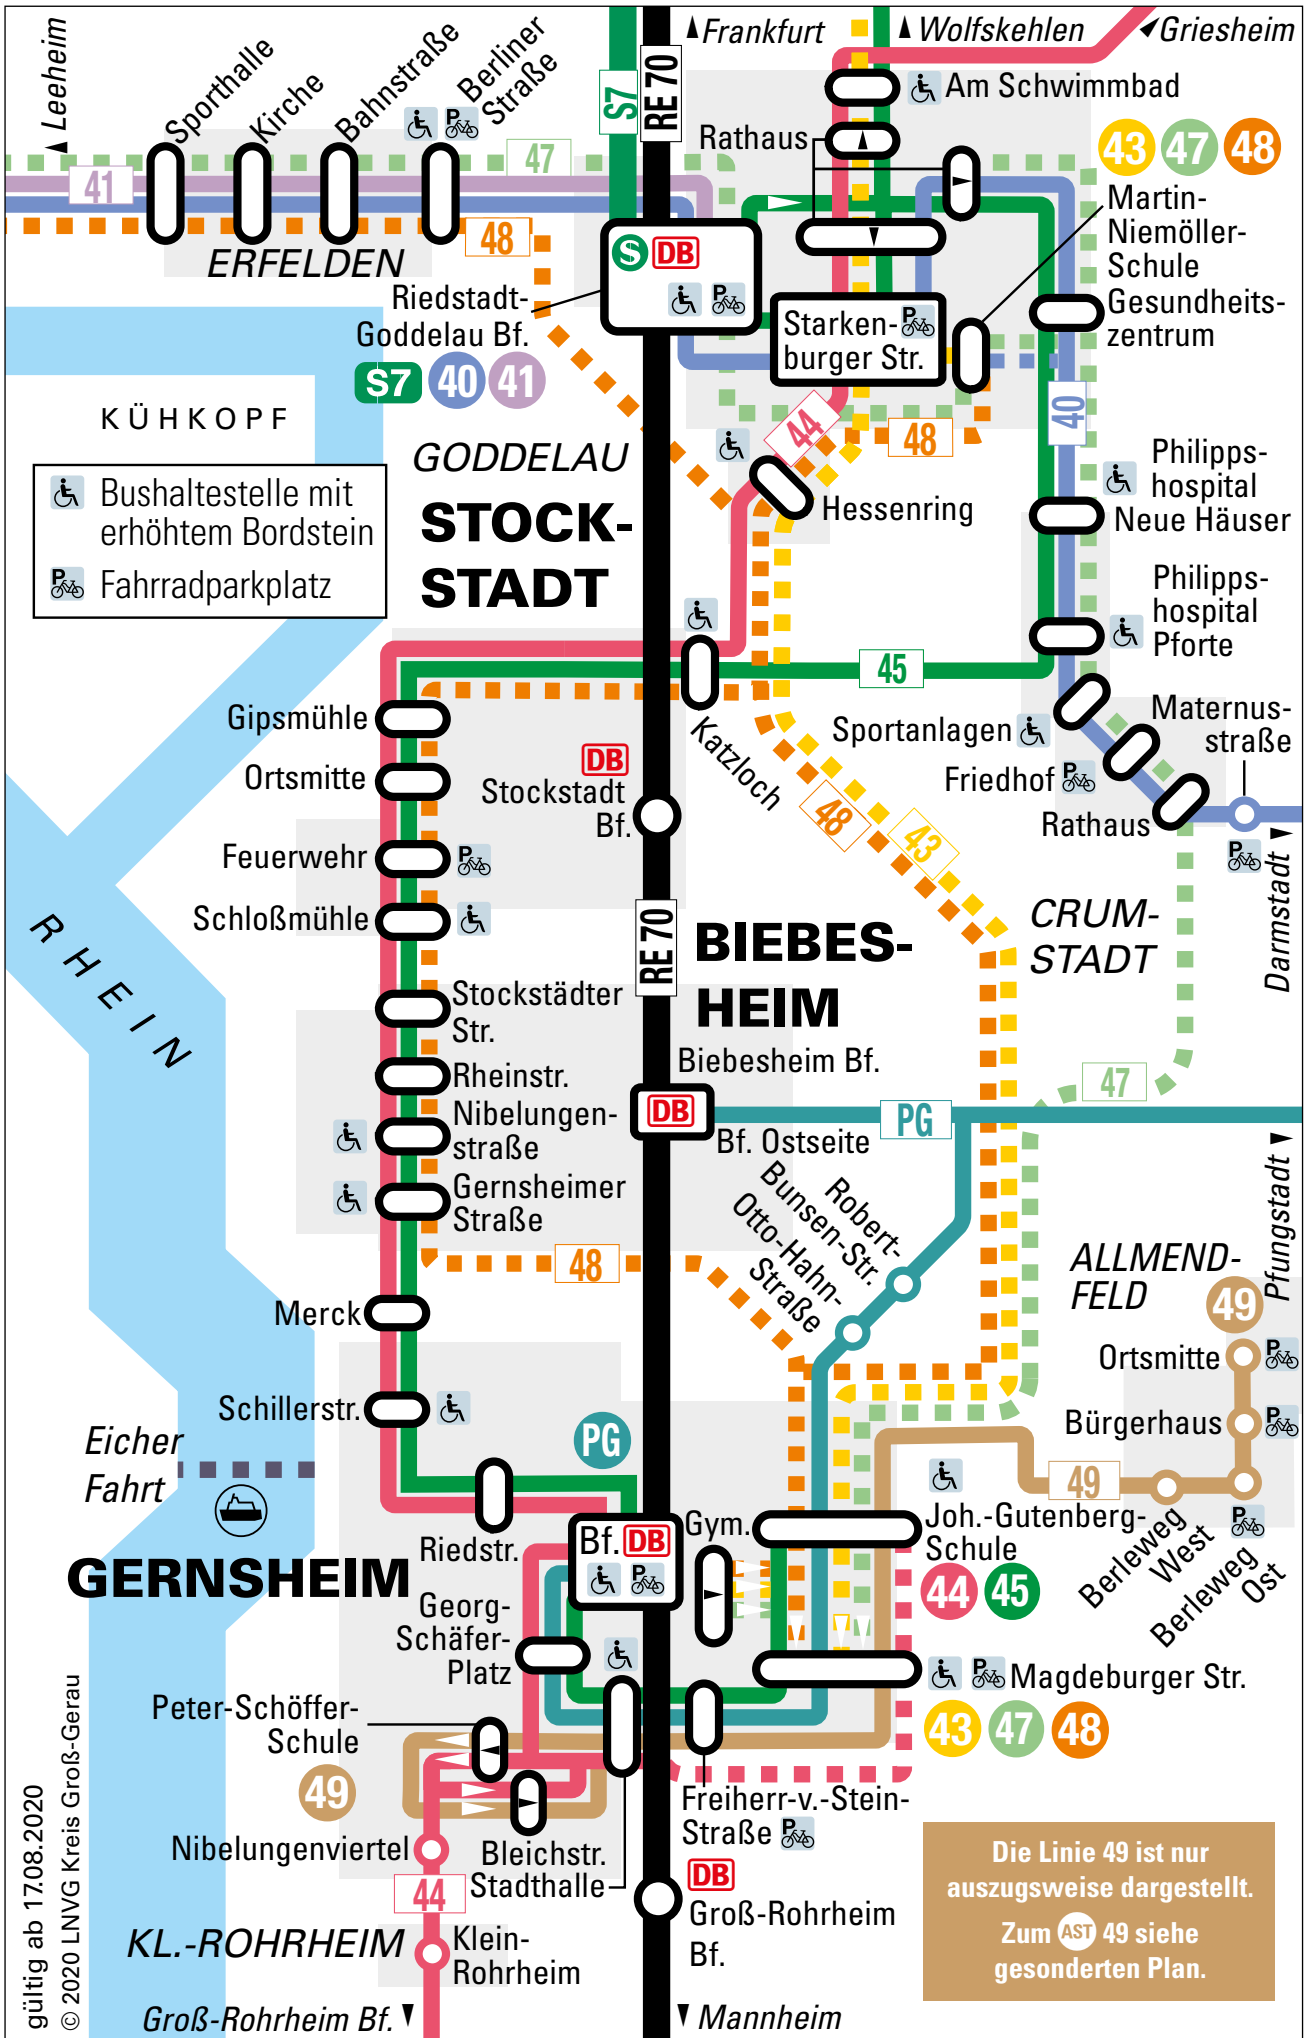 Leeheim
Sporthalle
Kirche
Bahnstraße
Berliner
Straße
S7
RE 70
Frankfurt
Wolfskehlen
Griesheim
Am Schwimmbad
Rathaus
43 47 48
Martin-
Niemöller-
Schule
Gesundheits-
zentrum
41
47
48
ERFELDEN
S DB
Riedstadt-
Goddelau Bf.
S7 40 41
Starken-
burger Str.
KÜHKOPF
GODDELAU
44
48
40
Bushaltestelle mit
erhöhtem Bordstein
Fahrradparkplatz
STOCK-
STADT
Hessenring
Philipps-
hospital
Neue Häuser
Philipps-
hospital
Pforte
45
Gipsmühle
Ortsmitte
Feuerwehr
Schloßmühle
Katzloch
DB
Stockstadt
Bf.
Sportanlagen
Friedhof
Rathaus
Maternus-
straße
Darmstadt
48
43
RHEIN
RE 70
BIEBES-
HEIM
CRUM-
STADT
Stockstädter
Str.
Rheinstr.
Nibelungen-
straße
Gernsheimer
Straße
Biebesheim Bf.
DB
Bf. Ostseite
PG
47
Pfungstadt
Robert-
Bunsen-Str.
Otto-Hahn-
Straße
48
ALLMEND-
FELD
49
Ortsmitte
Bürgerhaus
Merck
Schillerstr.
Eicher
Fahrt
PG
49
Berleweg
West
Berleweg
Ost
Riedstr.
Bf. DB
Gym.
Joh.-Gutenberg-
Schule
44 45
GERNSHEIM
Georg-
Schäfer-
Platz
Magdeburger Str.
43 47 48
Peter-Schöffer-
Schule
49
Nibelungenviertel
Bleichstr.
Stadthalle
Freiherr-v.-Stein-
Straße
44
DB
Groß-Rohrheim
Bf.
KL.-ROHRHEIM
Klein-
Rohrheim
Groß-Rohrheim Bf.
Mannheim
Die Linie 49 ist nur
auszugsweise dargestellt.
Zum AST 49 siehe
gesonderten Plan.
gültig ab 17.08.2020
© 2020 LNVG Kreis Groß-Gerau